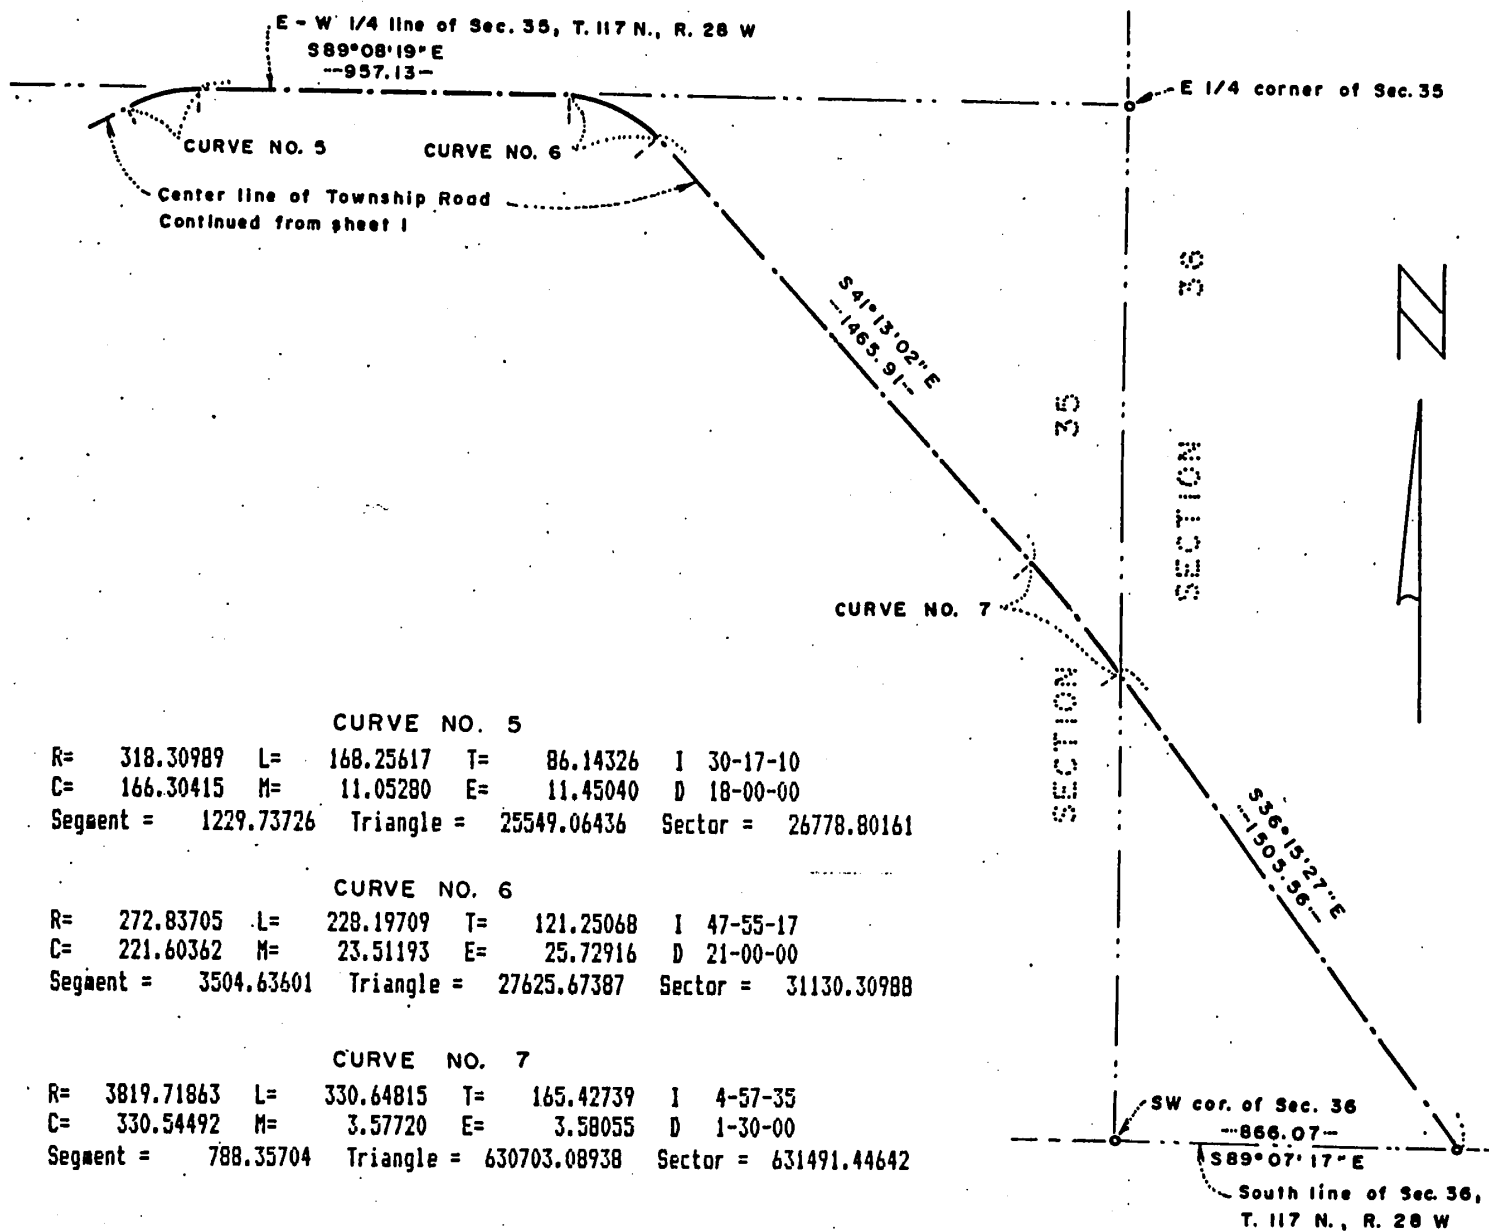 E - W 1/4 line of Sec. 35, T. 117 N., R. 28 W
S89°08'19"E
--957.13--
E 1/4 corner of Sec. 35
CURVE NO. 5
CURVE NO. 6
Center line of Township Road
Continued from sheet 1
36
N
S41°13'02"E
--1465.91--
35
SECTION
CURVE NO. 7
SECTION
S36°15'27"E
CURVE NO. 5
R= 318.30989 L= 168.25617 T= 86.14326 I 30-17-10
C= 166.30415 M= 11.05280 E= 11.45040 D 18-00-00
Segment = 1229.73726 Triangle = 25549.06436 Sector = 26778.80161
CURVE NO. 6
R= 272.83705 L= 228.19709 T= 121.25068 I 47-55-17
C= 221.60362 M= 23.51193 E= 25.72916 D 21-00-00
Segment = 3504.63601 Triangle = 27625.67387 Sector = 31130.30988
CURVE NO. 7
R= 3819.71863 L= 330.64815 T= 165.42739 I 4-57-35
C= 330.54492 M= 3.57720 E= 3.58055 D 1-30-00
Segment = 788.35704 Triangle = 630703.08938 Sector = 631491.44642
SW cor. of Sec. 36
--866.07--
S89°07'17"E
South line of Sec. 36,
T. 117 N., R. 28 W